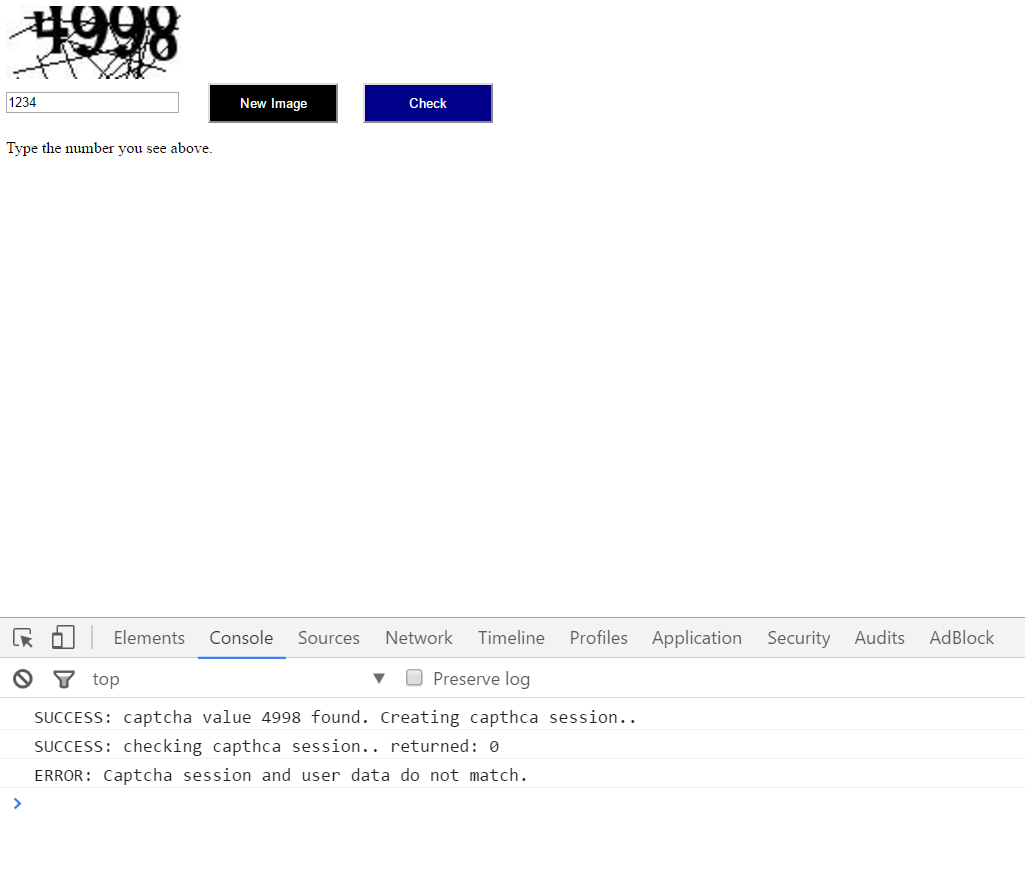 4998
1234 New Image Check
Type the number you see above.
Elements Console Sources Network Timeline Profiles Application Security Audits AdBlock
top Preserve log
SUCCESS: captcha value 4998 found. Creating capthca session..
SUCCESS: checking capthca session.. returned: 0
ERROR: Captcha session and user data do not match.